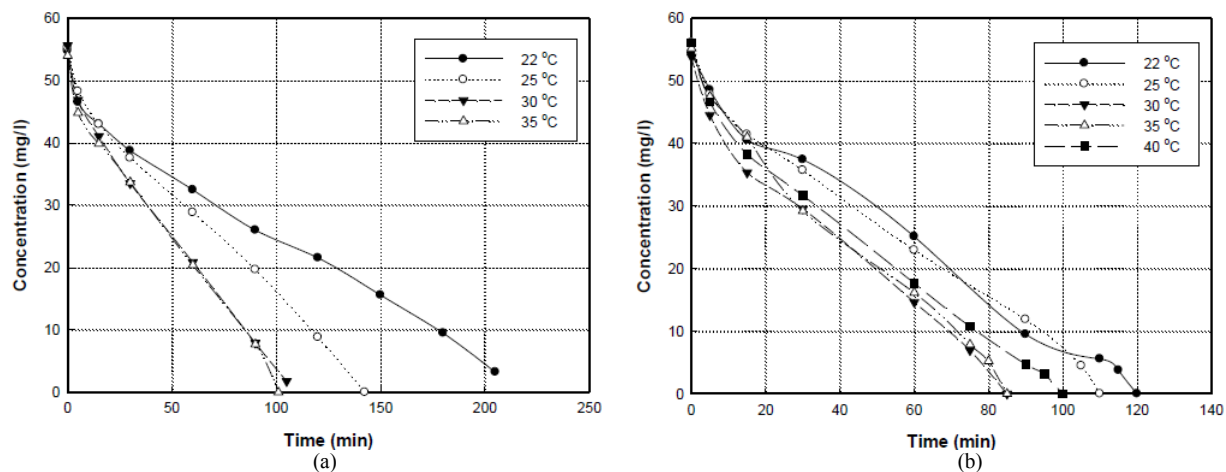 60
50
40
30
20
10
0
Concentration (mg/l)
0 50 100 150 200 250
Time (min)
(a)
22 °C
25 °C
30 °C
35 °C
60
50
40
30
20
10
0
Concentration (mg/l)
0 20 40 60 80 100 120 140
Time (min)
(b)
22 °C
25 °C
30 °C
35 °C
40 °C